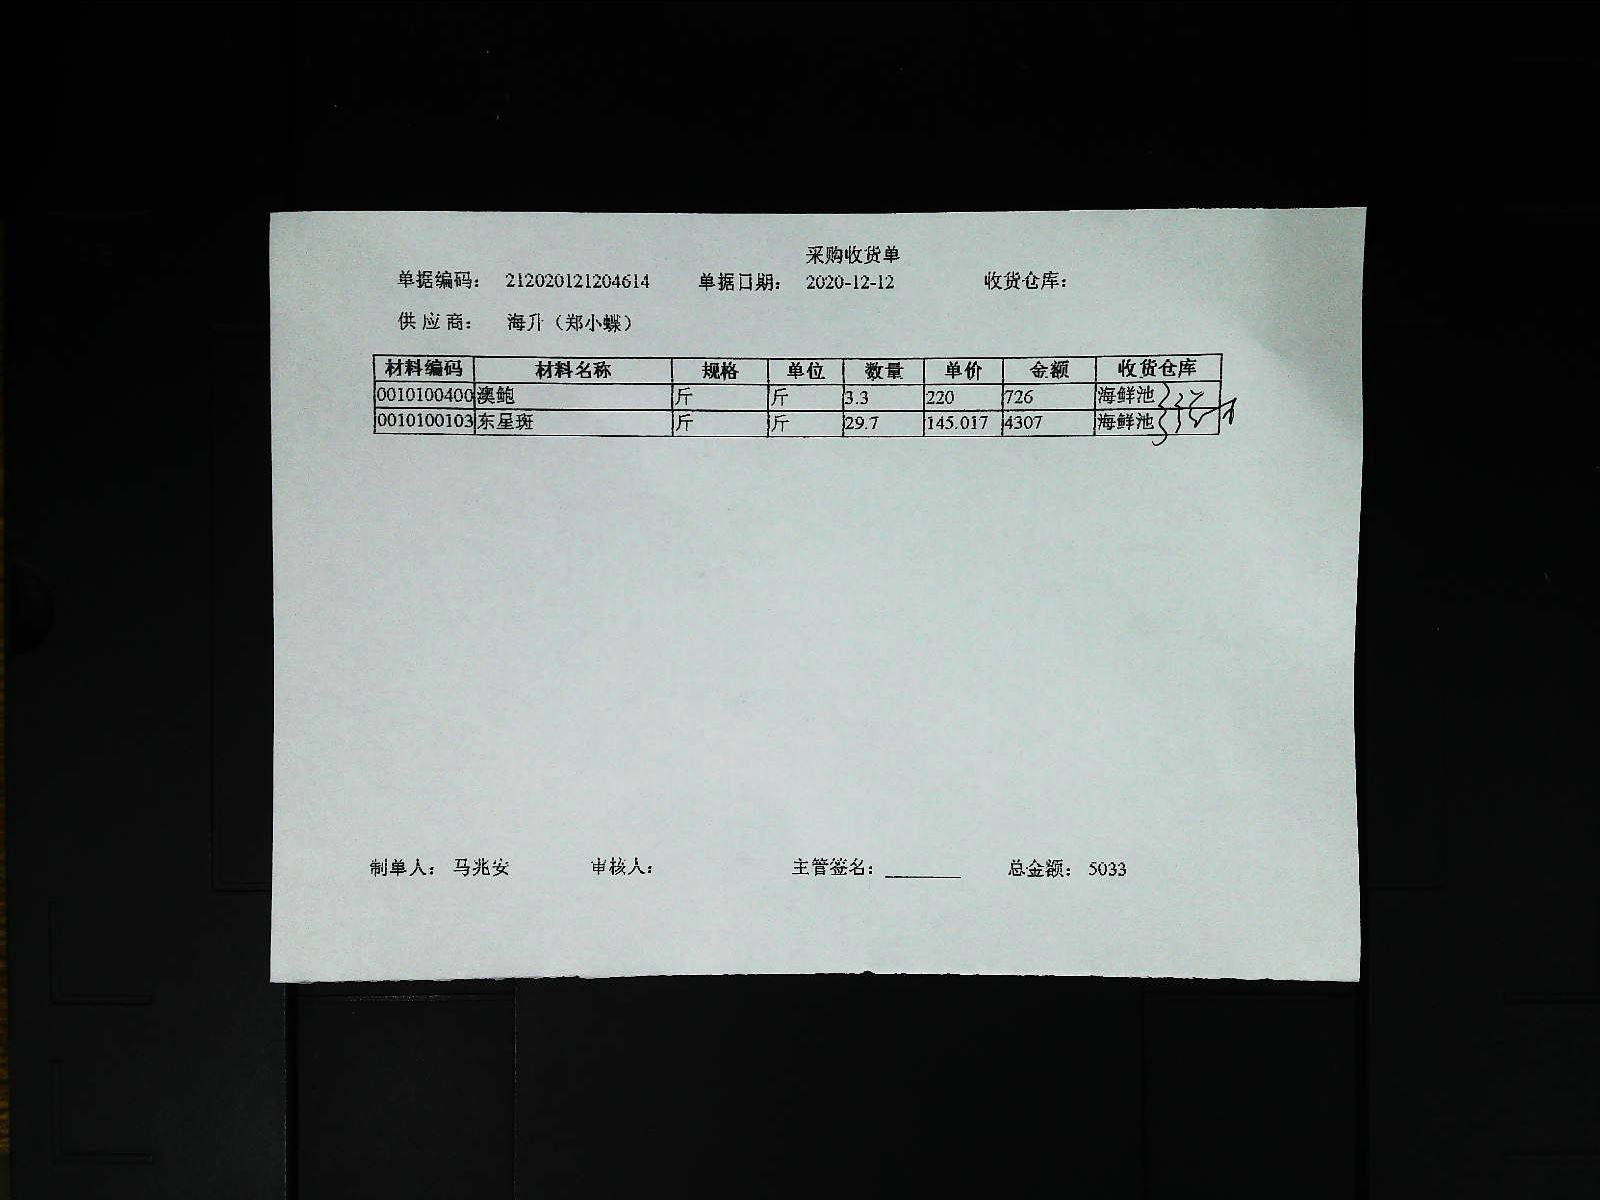 采购收货单
单据编码： 212020121204614 单据日期： 2020-12-12 收货仓库：
供 应 商： 海升（郑小蝶）
材料编码 材料名称 规格 单位 数量 单价 金额 收货仓库
0010100400 澳鲍 斤 斤 3.3 220 726 海鲜池
0010100103 东星斑 斤 斤 29.7 145.017 4307 海鲜池
制单人： 马兆安 审核人： 主管签名： 总金额： 5033